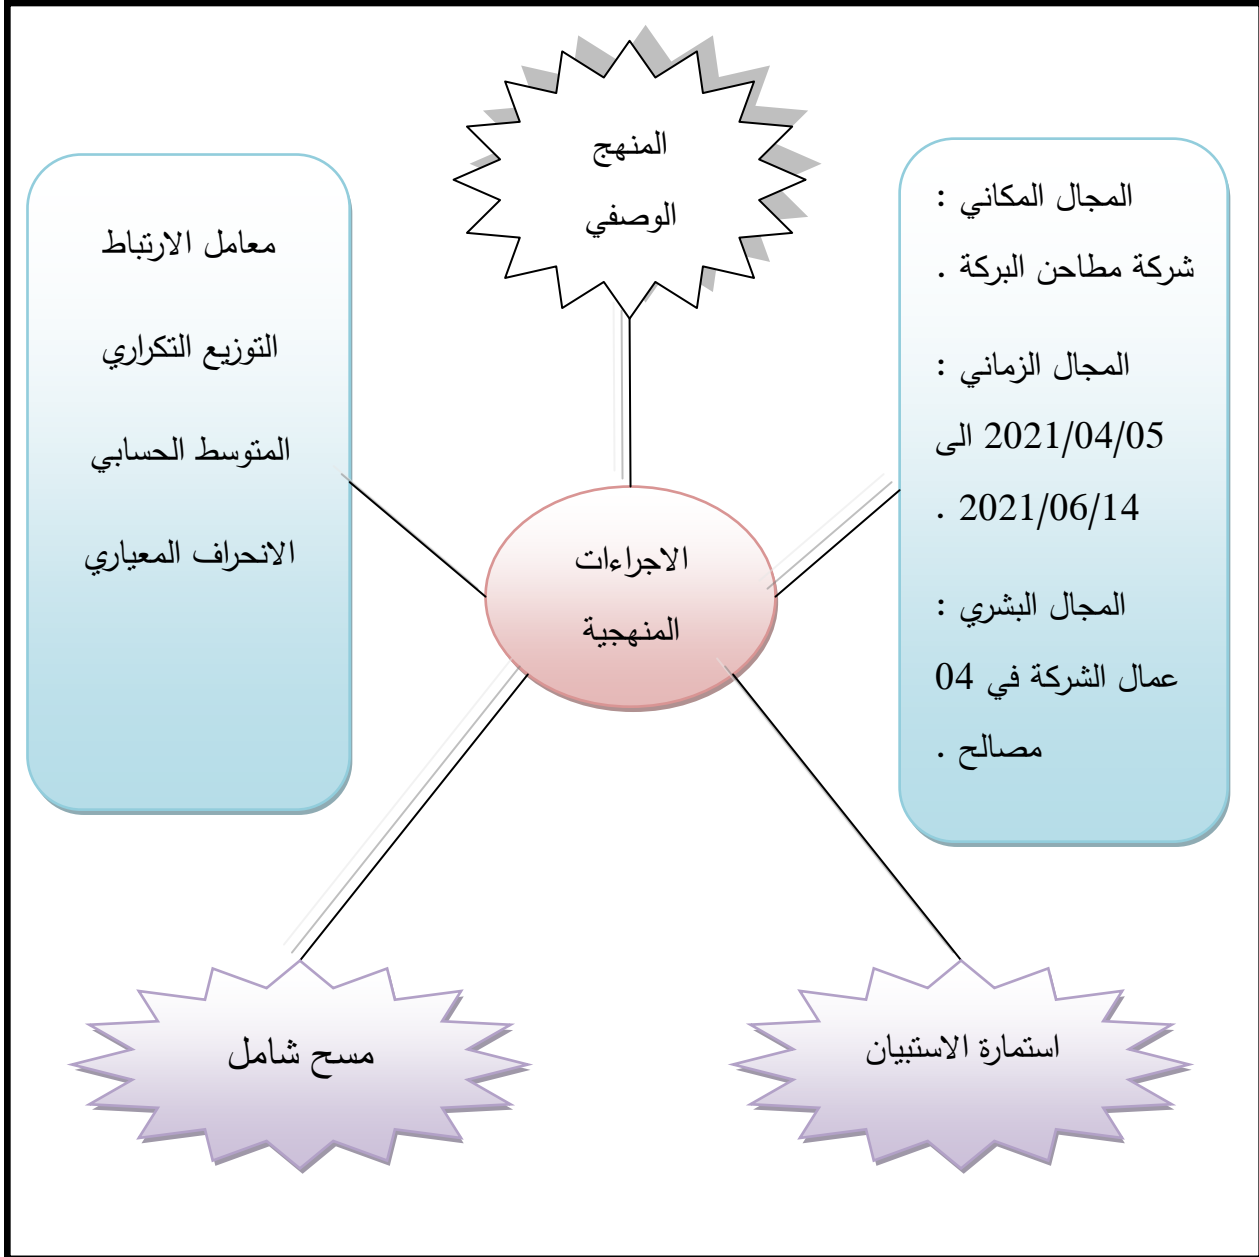 المنهج
الوصفي
المجال المكاني :
شركة مطاحن البركة .
المجال الزماني :
2021/04/05 الى
2021/06/14 .
المجال البشري :
عمال الشركة في 04
مصالح .
معامل الارتباط
التوزيع التكراري
المتوسط الحسابي
الانحراف المعياري
الاجراءات
المنهجية
استمارة الاستبيان
مسح شامل